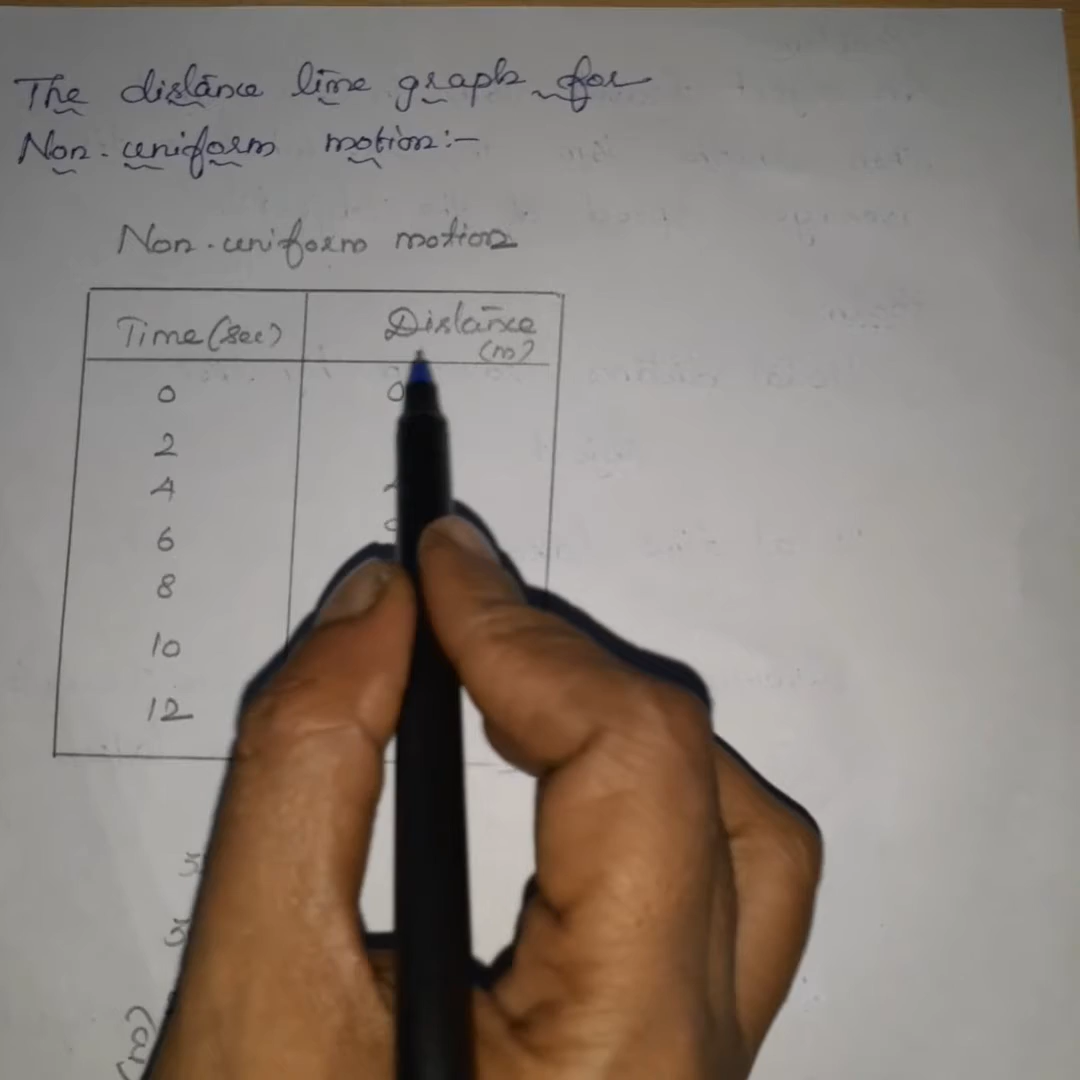 The distance time graph for
Non-uniform motion:-
Non-uniform motion
Time (sec) Distance (m)
0 0
2
4
6
8
10
12
(m)